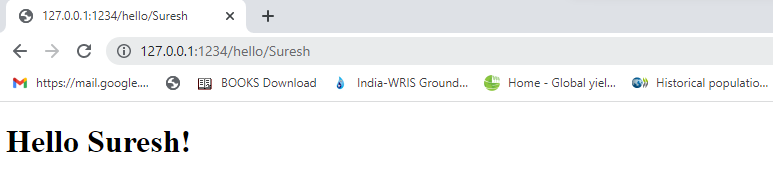 127.0.0.1:1234/hello/Suresh
127.0.0.1:1234/hello/Suresh
https://mail.google.... BOOKS Download India-WRIS Ground... Home - Global yiel... Historical populatio...
Hello Suresh!